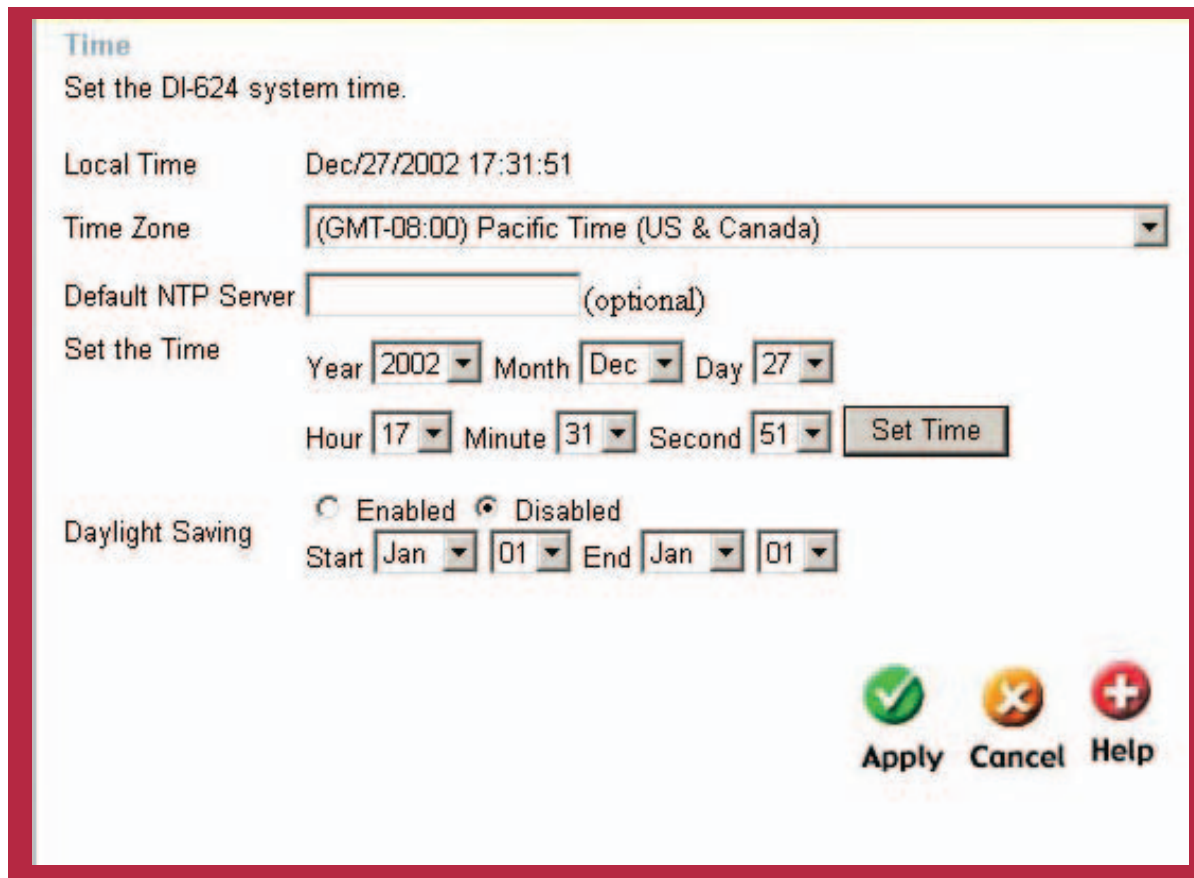 Time
Set the DI-624 system time.
Local Time Dec/27/2002 17:31:51
Time Zone (GMT-08:00) Pacific Time (US & Canada)
Default NTP Server (optional)
Set the Time Year 2002 Month Dec Day 27
Hour 17 Minute 31 Second 51 Set Time
Daylight Saving Enabled Disabled
Start Jan 01 End Jan 01
Apply Cancel Help